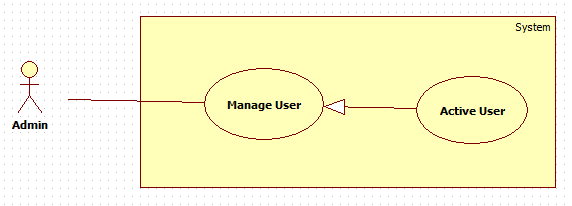 System
Manage User
Active User
Admin